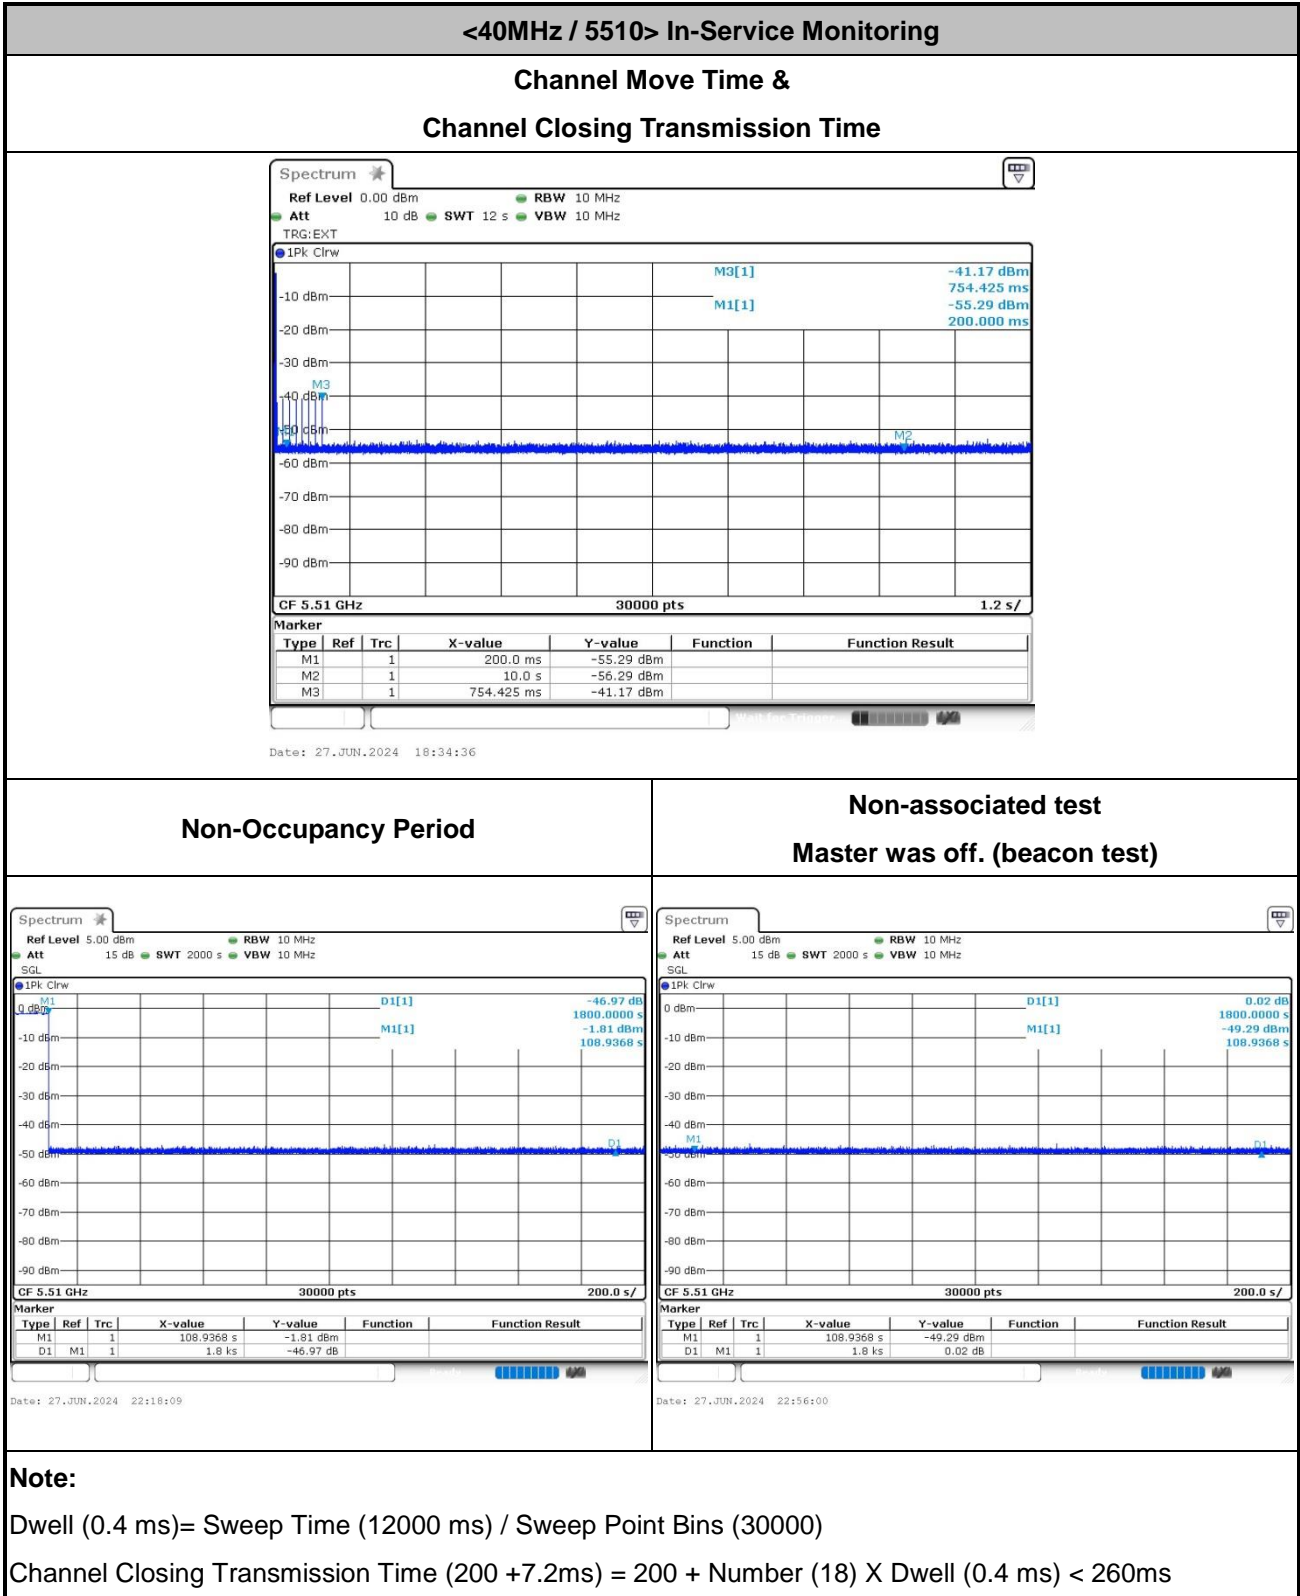 <40MHz / 5510> In-Service Monitoring
Channel Move Time &
Channel Closing Transmission Time
Spectrum
Ref Level 0.00 dBm RBW 10 MHz
Att 10 dB SWT 12 s VBW 10 MHz
TRG:EXT
1Pk Clrw
M3[1] -41.17 dBm
754.425 ms
-10 dBm
M1[1] -55.29 dBm
200.000 ms
-20 dBm
-30 dBm
M3
-40 dBm
-50 dBm
M2
-60 dBm
-70 dBm
-80 dBm
-90 dBm
CF 5.51 GHz 30000 pts 1.2 s/
Marker
Type Ref Trc X-value Y-value Function Function Result
M1 1 200.0 ms -55.29 dBm
M2 1 10.0 s -56.29 dBm
M3 1 754.425 ms -41.17 dBm
Wait for Trigger
Date: 27.JUN.2024 18:34:36
Non-Occupancy Period
Non-associated test
Master was off. (beacon test)
Spectrum
Ref Level 5.00 dBm RBW 10 MHz
Att 15 dB SWT 2000 s VBW 10 MHz
SGL
1Pk Clrw
M1
D1[1] -46.97 dB
1800.0000 s
0 dBm
M1[1] -1.81 dBm
108.9368 s
-10 dBm
-20 dBm
-30 dBm
-40 dBm
D1
-50 dBm
-60 dBm
-70 dBm
-80 dBm
-90 dBm
CF 5.51 GHz 30000 pts 200.0 s/
Marker
Type Ref Trc X-value Y-value Function Function Result
M1 1 108.9368 s -1.81 dBm
D1 M1 1 1.8 ks -46.97 dB
Date: 27.JUN.2024 22:18:09
Spectrum
Ref Level 5.00 dBm RBW 10 MHz
Att 15 dB SWT 2000 s VBW 10 MHz
SGL
1Pk Clrw
D1[1] 0.02 dB
1800.0000 s
0 dBm
M1[1] -49.29 dBm
108.9368 s
-10 dBm
-20 dBm
-30 dBm
-40 dBm
M1
D1
-50 dBm
-60 dBm
-70 dBm
-80 dBm
-90 dBm
CF 5.51 GHz 30000 pts 200.0 s/
Marker
Type Ref Trc X-value Y-value Function Function Result
M1 1 108.9368 s -49.29 dBm
D1 M1 1 1.8 ks 0.02 dB
Date: 27.JUN.2024 22:56:00
Note:
Dwell (0.4 ms)= Sweep Time (12000 ms) / Sweep Point Bins (30000)
Channel Closing Transmission Time (200 +7.2ms) = 200 + Number (18) X Dwell (0.4 ms) < 260ms